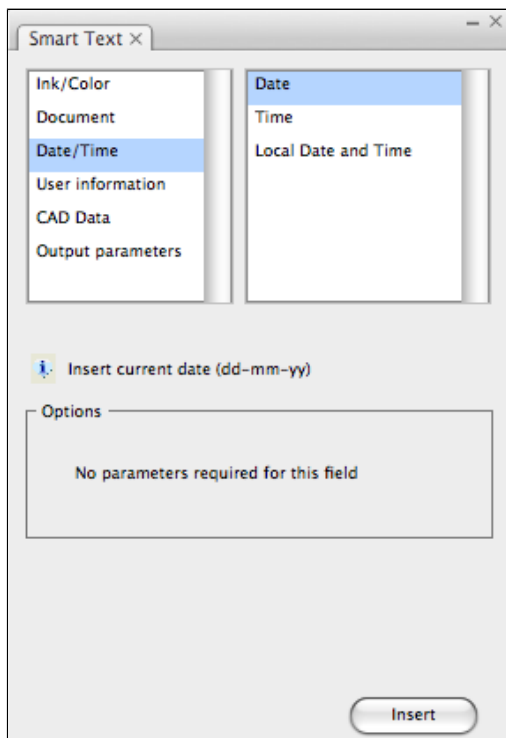 Smart Text
Ink/Color
Document
Date/Time
User information
CAD Data
Output parameters
Date
Time
Local Date and Time
Insert current date (dd-mm-yy)
Options
No parameters required for this field
Insert